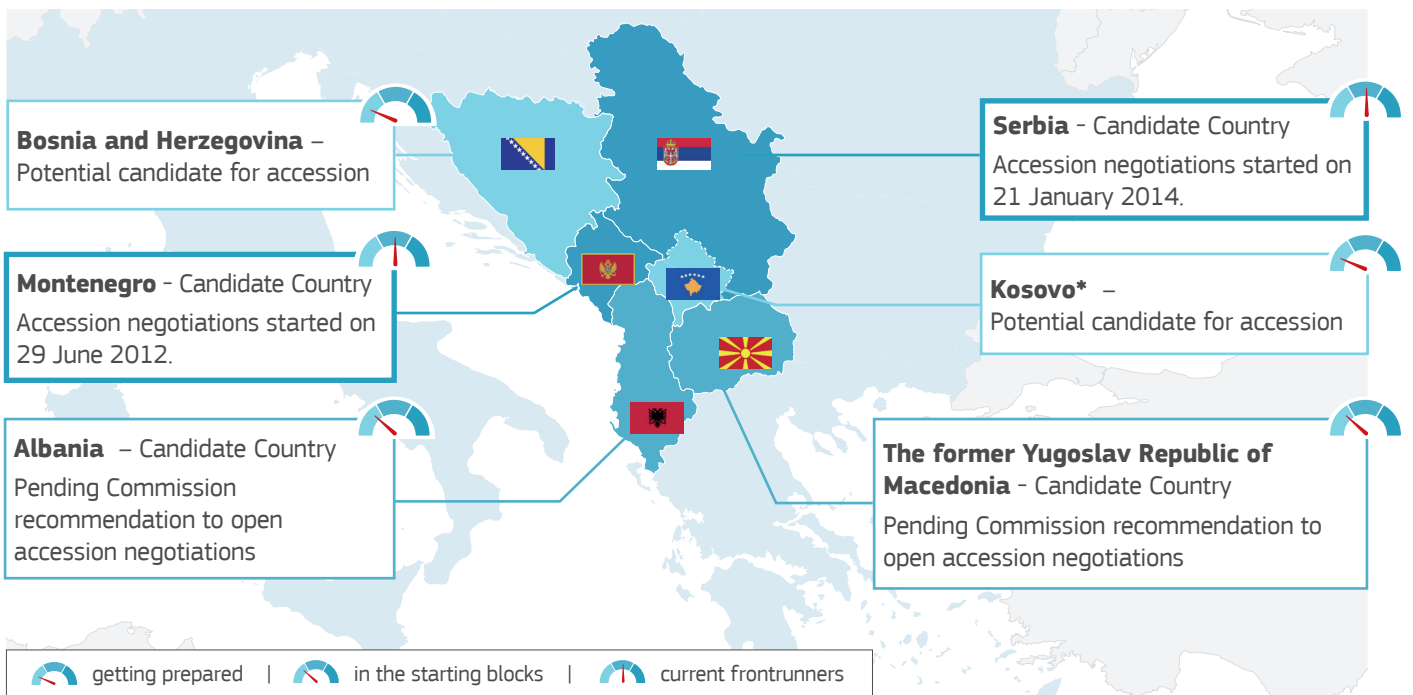 Bosnia and Herzegovina –
Potential candidate for accession
Serbia - Candidate Country
Accession negotiations started on
21 January 2014.
Montenegro - Candidate Country
Accession negotiations started on
29 June 2012.
Kosovo* –
Potential candidate for accession
Albania – Candidate Country
Pending Commission
recommendation to open
accession negotiations
The former Yugoslav Republic of
Macedonia - Candidate Country
Pending Commission recommendation to
open accession negotiations
getting prepared | in the starting blocks | current frontrunners